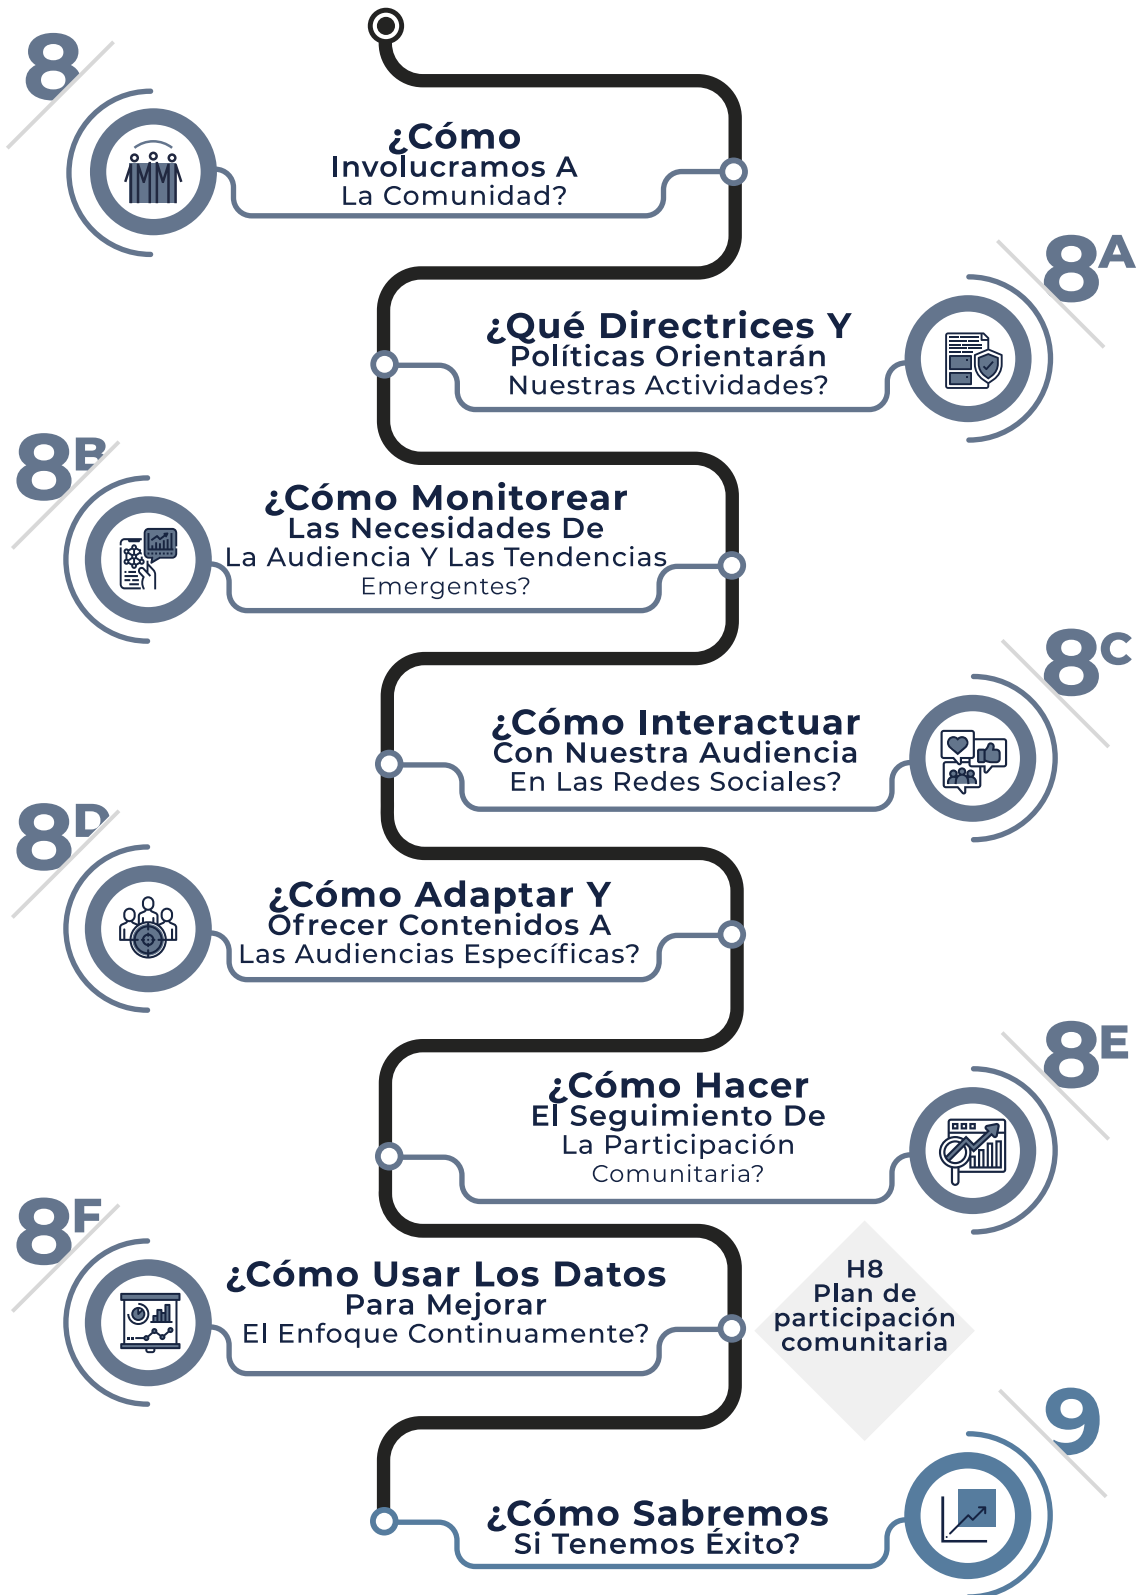 8
¿Cómo
Involucramos A
La Comunidad?
8A
¿Qué Directrices Y
Políticas Orientarán
Nuestras Actividades?
8B
¿Cómo Monitorear
Las Necesidades De
La Audiencia Y Las Tendencias
Emergentes?
8C
¿Cómo Interactuar
Con Nuestra Audiencia
En Las Redes Sociales?
8D
¿Cómo Adaptar Y
Ofrecer Contenidos A
Las Audiencias Específicas?
8E
¿Cómo Hacer
El Seguimiento De
La Participación
Comunitaria?
8F
¿Cómo Usar Los Datos
Para Mejorar
El Enfoque Continuamente?
H8
Plan de
participación
comunitaria
9
¿Cómo Sabremos
Si Tenemos Éxito?